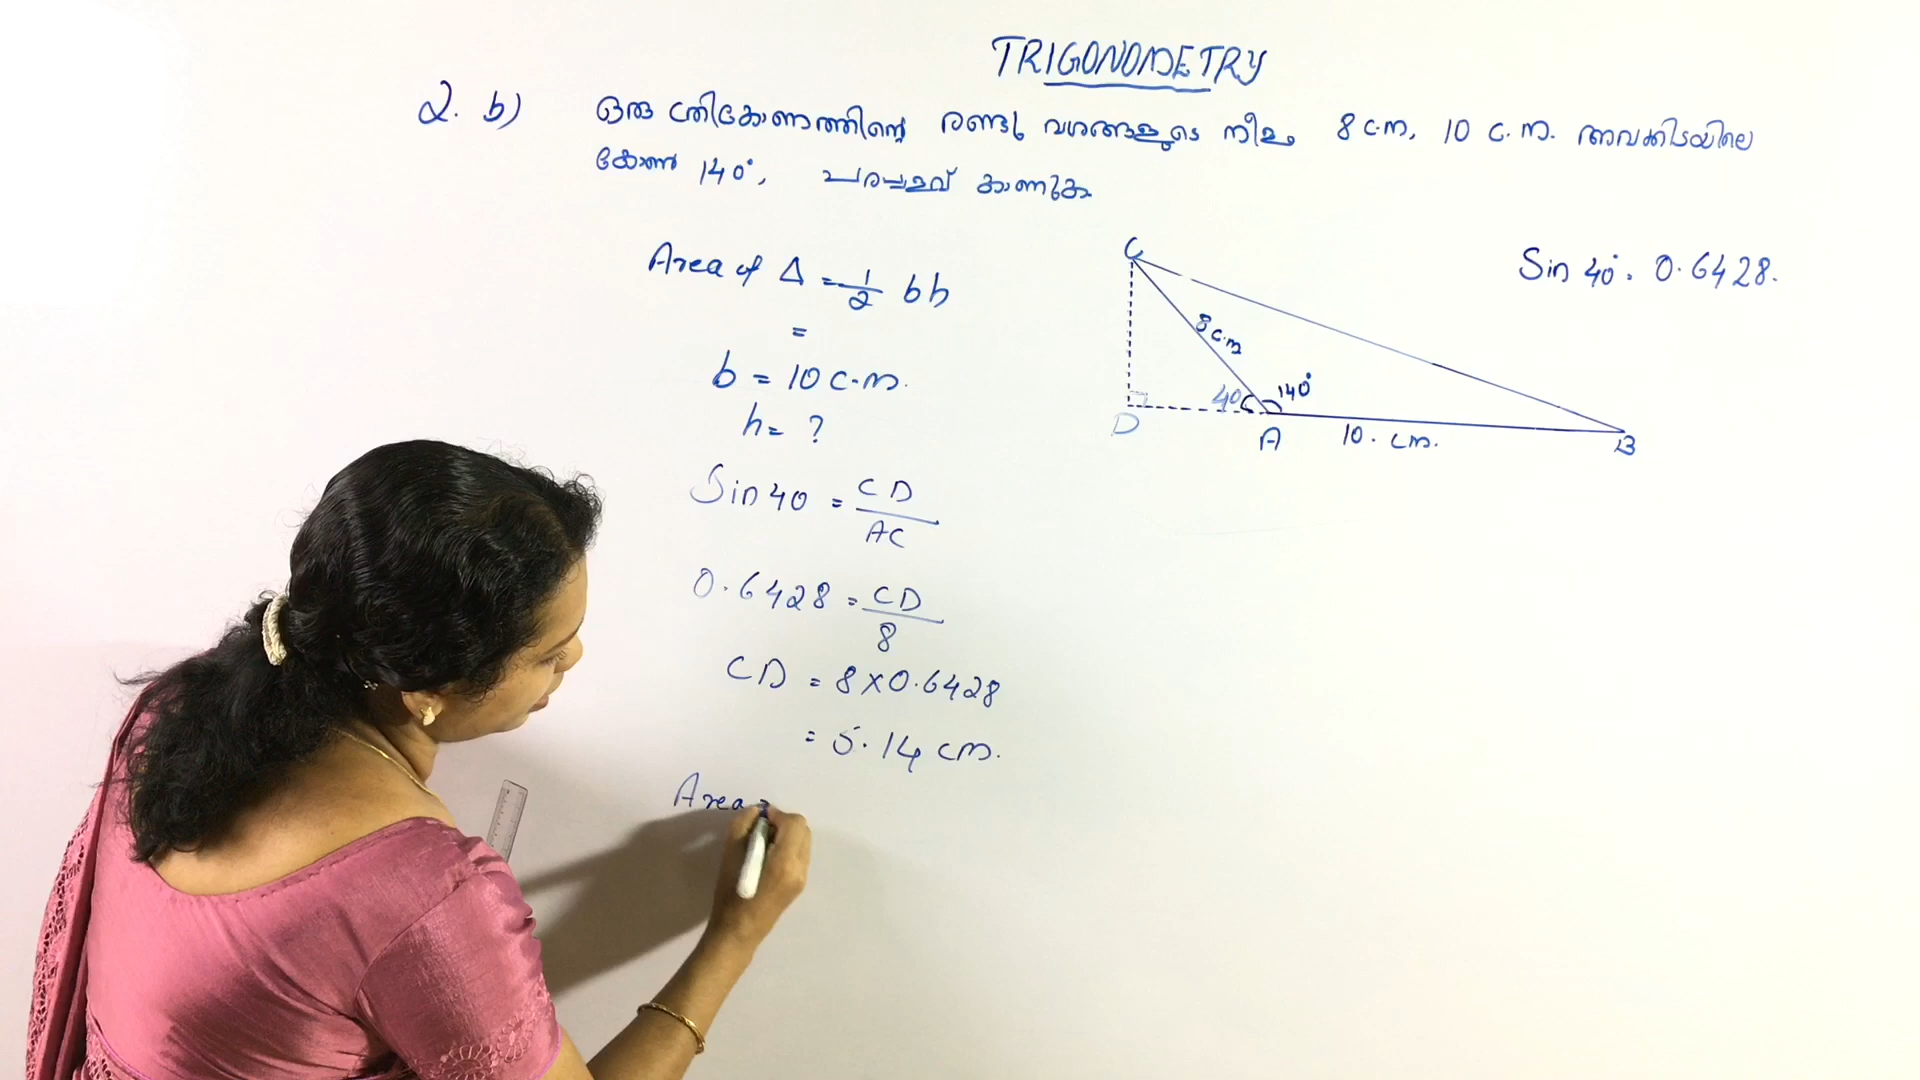 TRIGONOMETRY
2. b) ഒരു ത്രികോണത്തിന്റെ രണ്ടു വശങ്ങളുടെ നീളം 8 c.m, 10 c.m. അവക്കിടയിലെ
കോൺ 140°, പരപ്പളവ് കാണുക
Area of Δ = 1/2 bh
=
b = 10 c.m.
h = ?
Sin 40 = CD/AC
0.6428 = CD/8
CD = 8 × 0.6428
= 5.14 cm.
Area =
C
8 c.m
40
140°
D
A
10. cm.
B
Sin 40° = 0.6428.